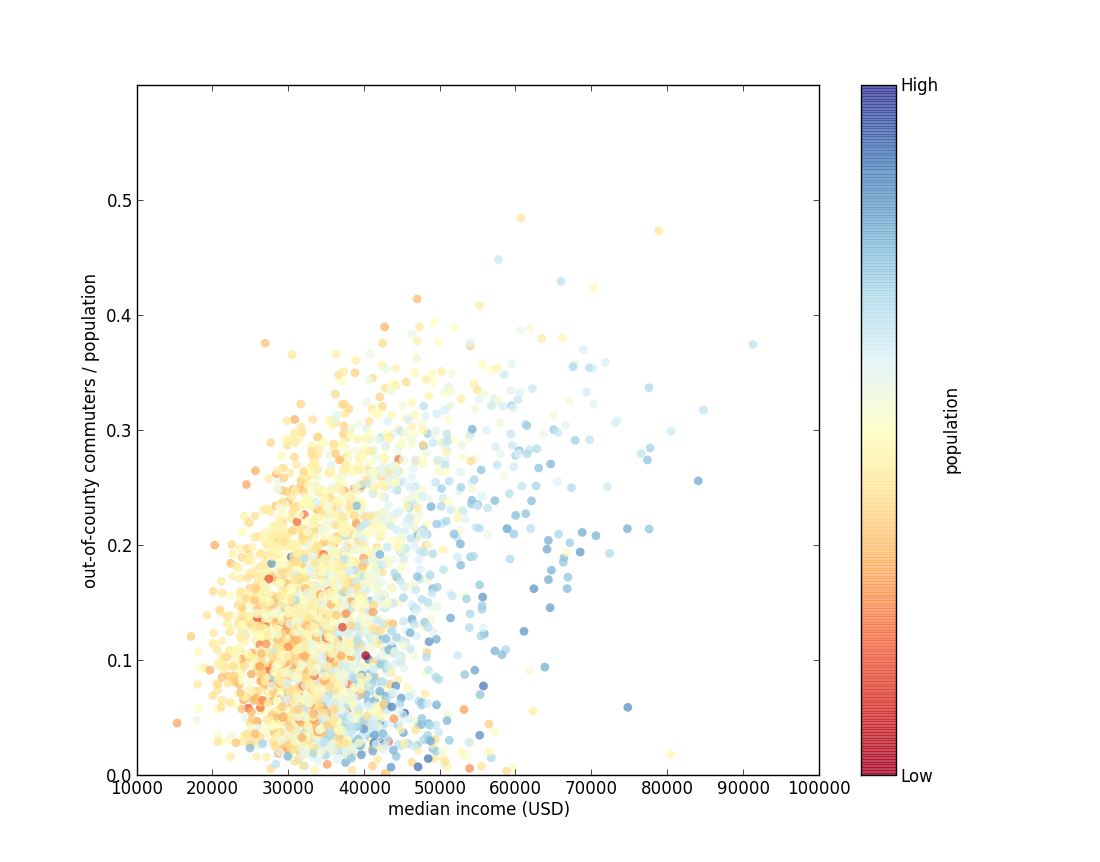 High
0.5
0.4
0.3
0.2
0.1
0.0
out-of-county commuters / population
10000 20000 30000 40000 50000 60000 70000 80000 90000 100000
median income (USD)
population
Low